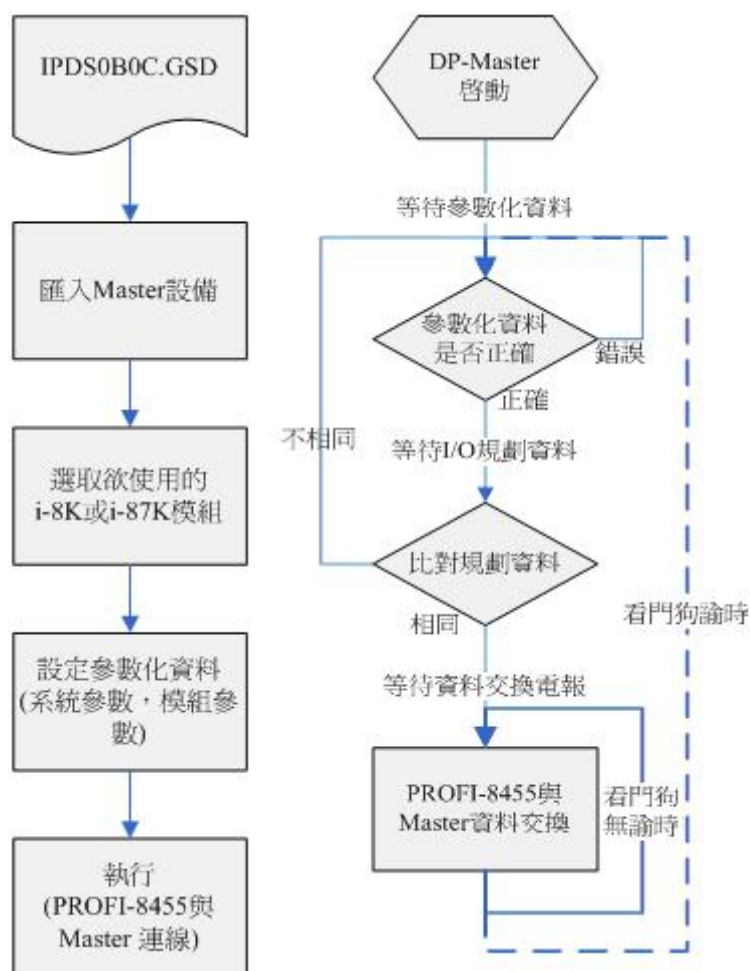 IPDS0B0C.GSD
匯入Master設備
選取欲使用的
i-8K或i-87K模組
設定參數化資料
(系統參數，模組參
數)
執行
(PROFI-8455與
Master 連線)
DP-Master
啓動
等待參數化資料
參數化資料
是否正確
錯誤
正確
不相同
等待I/O規劃資料
比對規劃資料
相同
看門狗諭時
等待資料交換電報
PROFI-8455與
Master資料交換
看門狗
無諭時